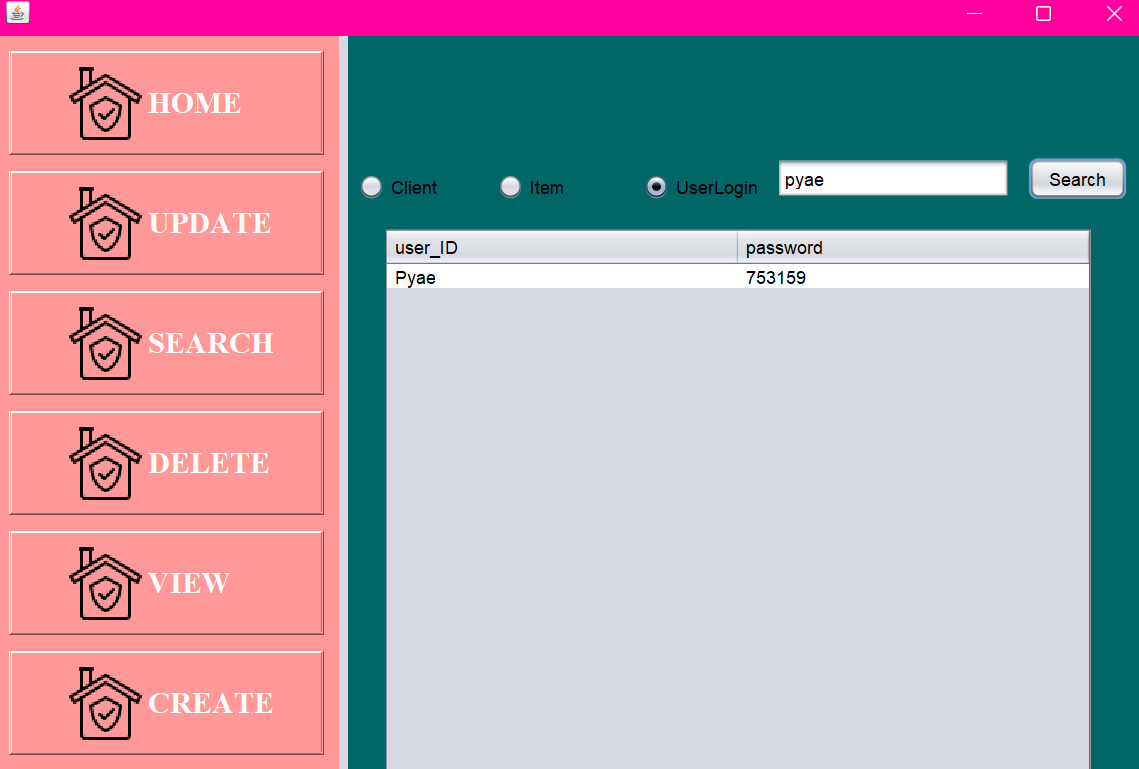 HOME
UPDATE
SEARCH
DELETE
VIEW
CREATE
Client Item UserLogin pyae Search
user_ID password
Pyae 753159